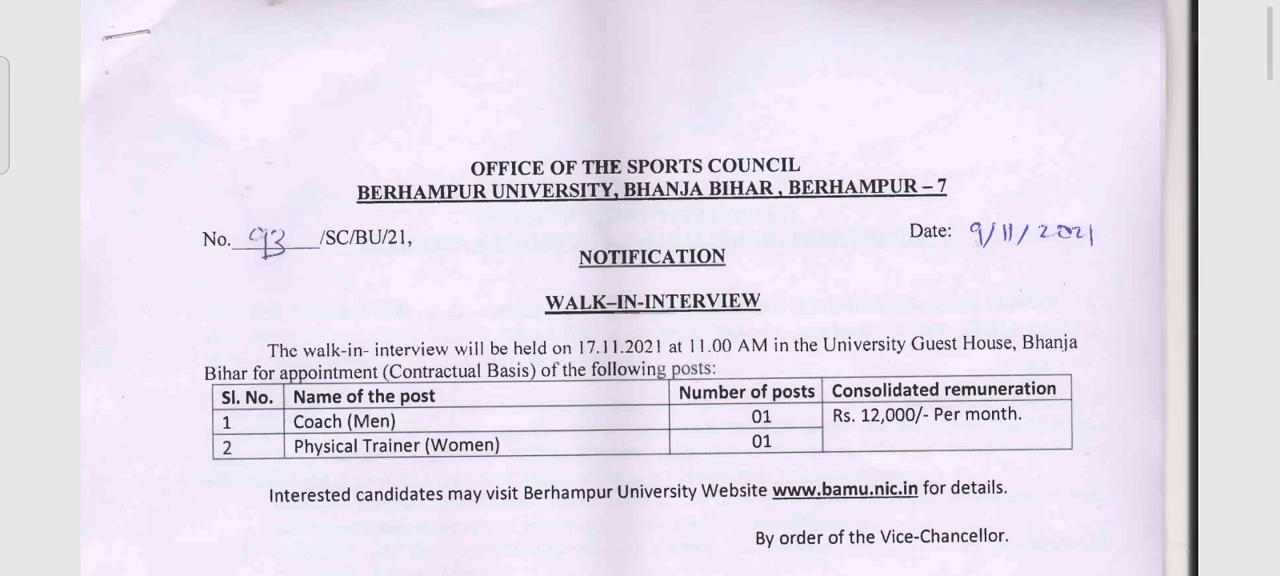 OFFICE OF THE SPORTS COUNCIL
BERHAMPUR UNIVERSITY, BHANJA BIHAR , BERHAMPUR – 7
No. 93 /SC/BU/21, Date: 9/11/2021
NOTIFICATION
WALK–IN-INTERVIEW
The walk-in- interview will be held on 17.11.2021 at 11.00 AM in the University Guest House, Bhanja
Bihar for appointment (Contractual Basis) of the following posts:
Sl. No. Name of the post Number of posts Consolidated remuneration
1 Coach (Men) 01 Rs. 12,000/- Per month.
2 Physical Trainer (Women) 01
Interested candidates may visit Berhampur University Website www.bamu.nic.in for details.
By order of the Vice-Chancellor.